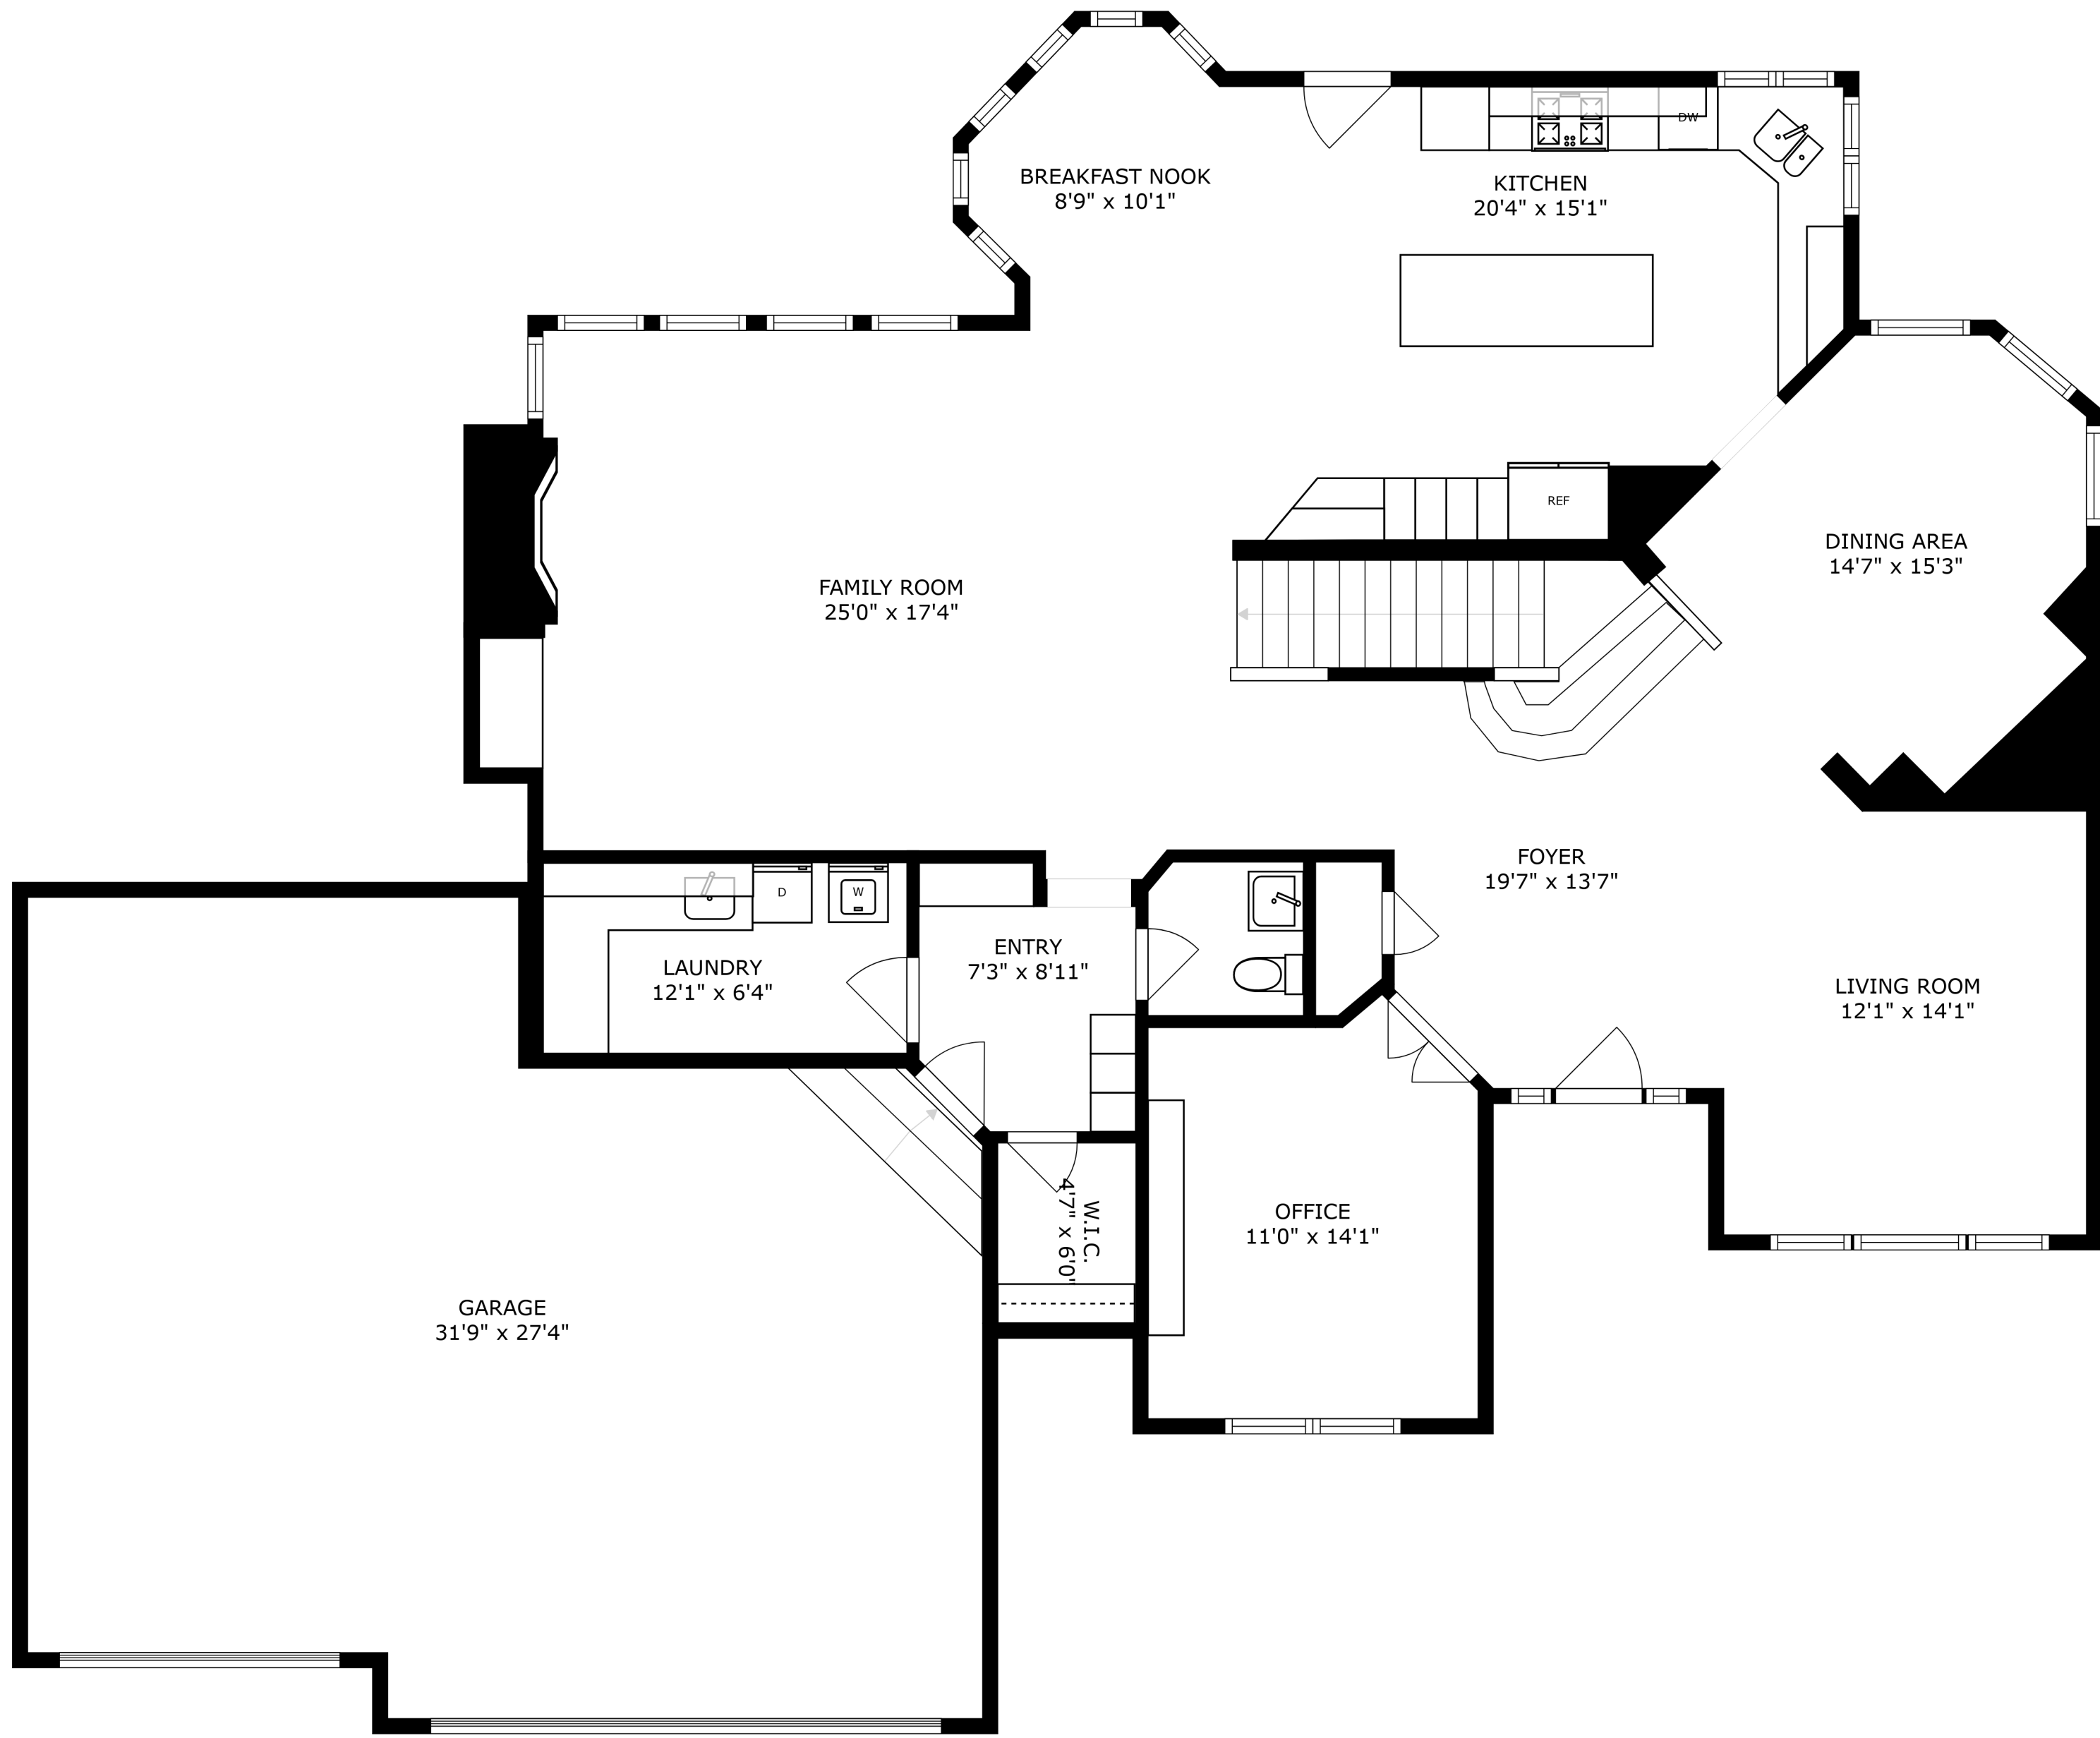 BREAKFAST NOOK
8'9" x 10'1"
KITCHEN
20'4" x 15'1"
DW
REF
DINING AREA
14'7" x 15'3"
FAMILY ROOM
25'0" x 17'4"
FOYER
19'7" x 13'7"
D
W
LAUNDRY
12'1" x 6'4"
ENTRY
7'3" x 8'11"
LIVING ROOM
12'1" x 14'1"
W.I.C.
4'7" x 6'0"
OFFICE
11'0" x 14'1"
GARAGE
31'9" x 27'4"